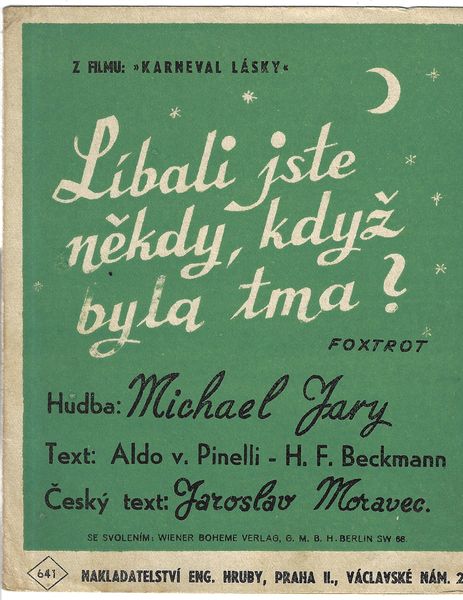 Z FILMU: »KARNEVAL LÁSKY«
Líbali jste
někdy, když
byla tma?
FOXTROT
Hudba: Michael Jary
Text: Aldo v. Pinelli - H. F. Beckmann
Český text: Jaroslav Moravec.
SE SVOLENÍM: WIENER BOHEME VERLAG, G. M. B. H. BERLIN SW 68
641 NAKLADATELSTVÍ ENG. HRUBY, PRAHA II., VÁCLAVSKÉ NÁM. 2